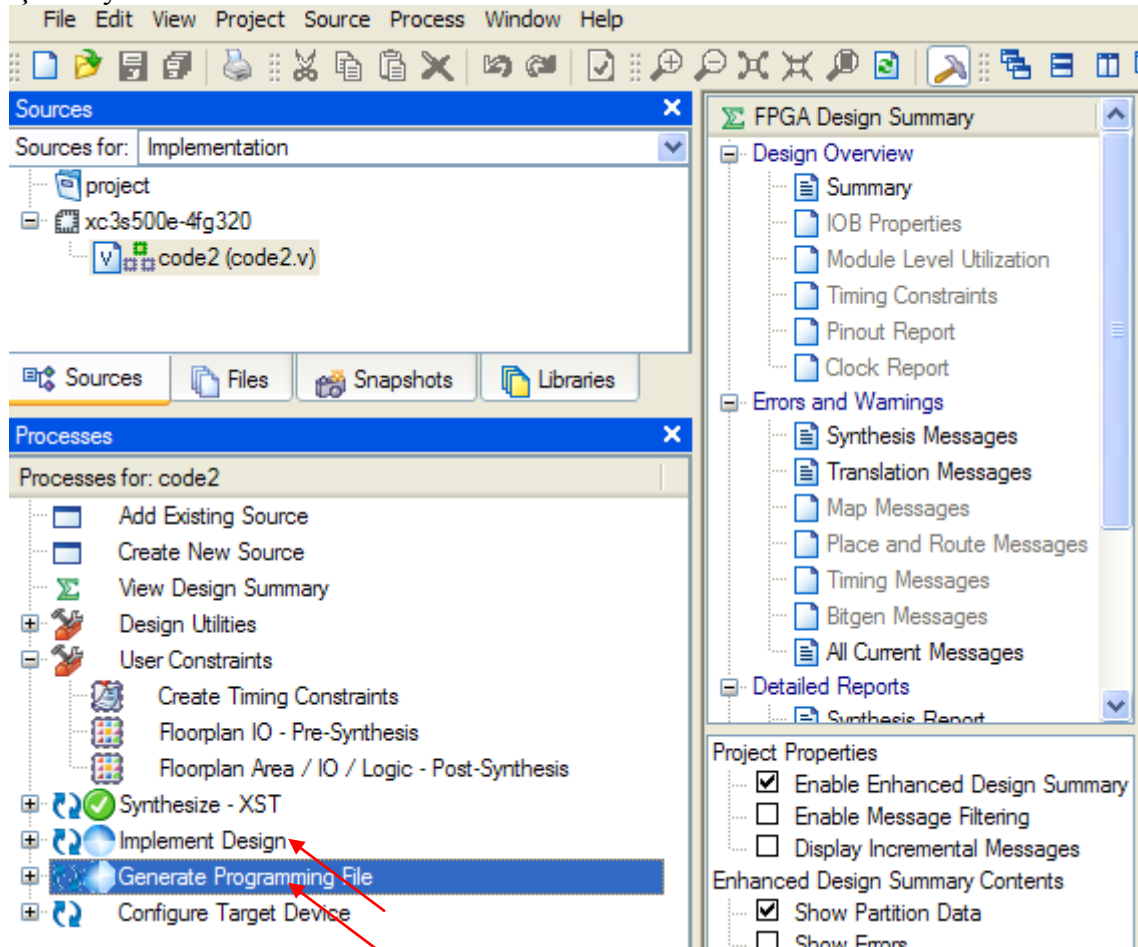 File Edit View Project Source Process Window Help
Sources
Sources for: Implementation
project
xc3s500e-4fg320
V code2 (code2.v)
Sources Files Snapshots Libraries
Processes
Processes for: code2
Add Existing Source
Create New Source
View Design Summary
Design Utilities
User Constraints
Create Timing Constraints
Floorplan IO - Pre-Synthesis
Floorplan Area / IO / Logic - Post-Synthesis
Synthesize - XST
Implement Design
Generate Programming File
Configure Target Device
FPGA Design Summary
Design Overview
Summary
IOB Properties
Module Level Utilization
Timing Constraints
Pinout Report
Clock Report
Errors and Warnings
Synthesis Messages
Translation Messages
Map Messages
Place and Route Messages
Timing Messages
Bitgen Messages
All Current Messages
Detailed Reports
Synthesis Report
Project Properties
Enable Enhanced Design Summary
Enable Message Filtering
Display Incremental Messages
Enhanced Design Summary Contents
Show Partition Data
Show Errors